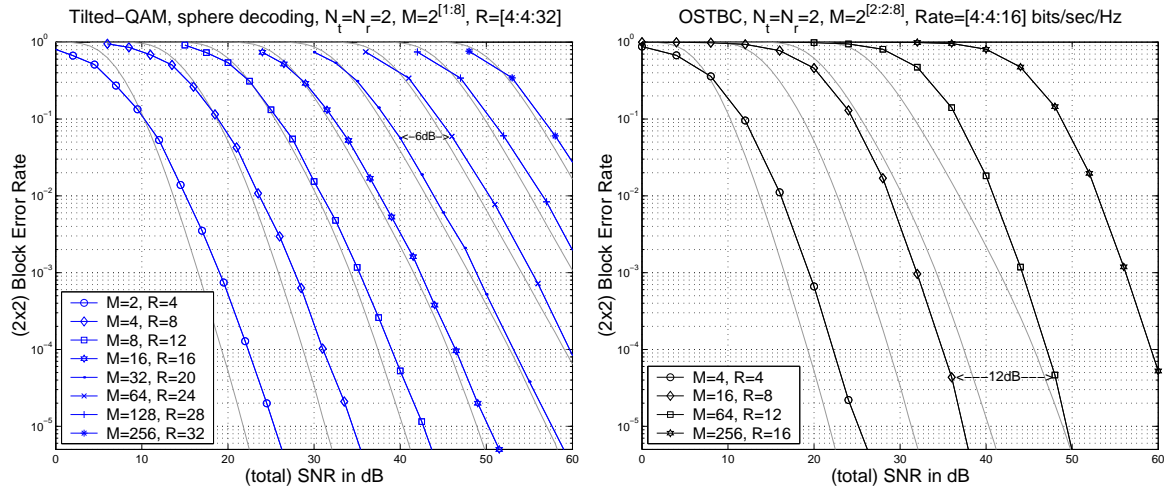 Tilted−QAM, sphere decoding, N_t=N_r=2, M=2^[1:8], R=[4:4:32]
10^0
10^−1
10^−2
10^−3
10^−4
10^−5
(2x2) Block Error Rate
<−6dB−>
M=2, R=4
M=4, R=8
M=8, R=12
M=16, R=16
M=32, R=20
M=64, R=24
M=128, R=28
M=256, R=32
0 10 20 30 40 50 60
(total) SNR in dB
OSTBC, N_t=N_r=2, M=2^[2:2:8], Rate=[4:4:16] bits/sec/Hz
10^0
10^−1
10^−2
10^−3
10^−4
10^−5
(2x2) Block Error Rate
<−−−12dB−−−>
M=4, R=4
M=16, R=8
M=64, R=12
M=256, R=16
0 10 20 30 40 50 60
(total) SNR in dB